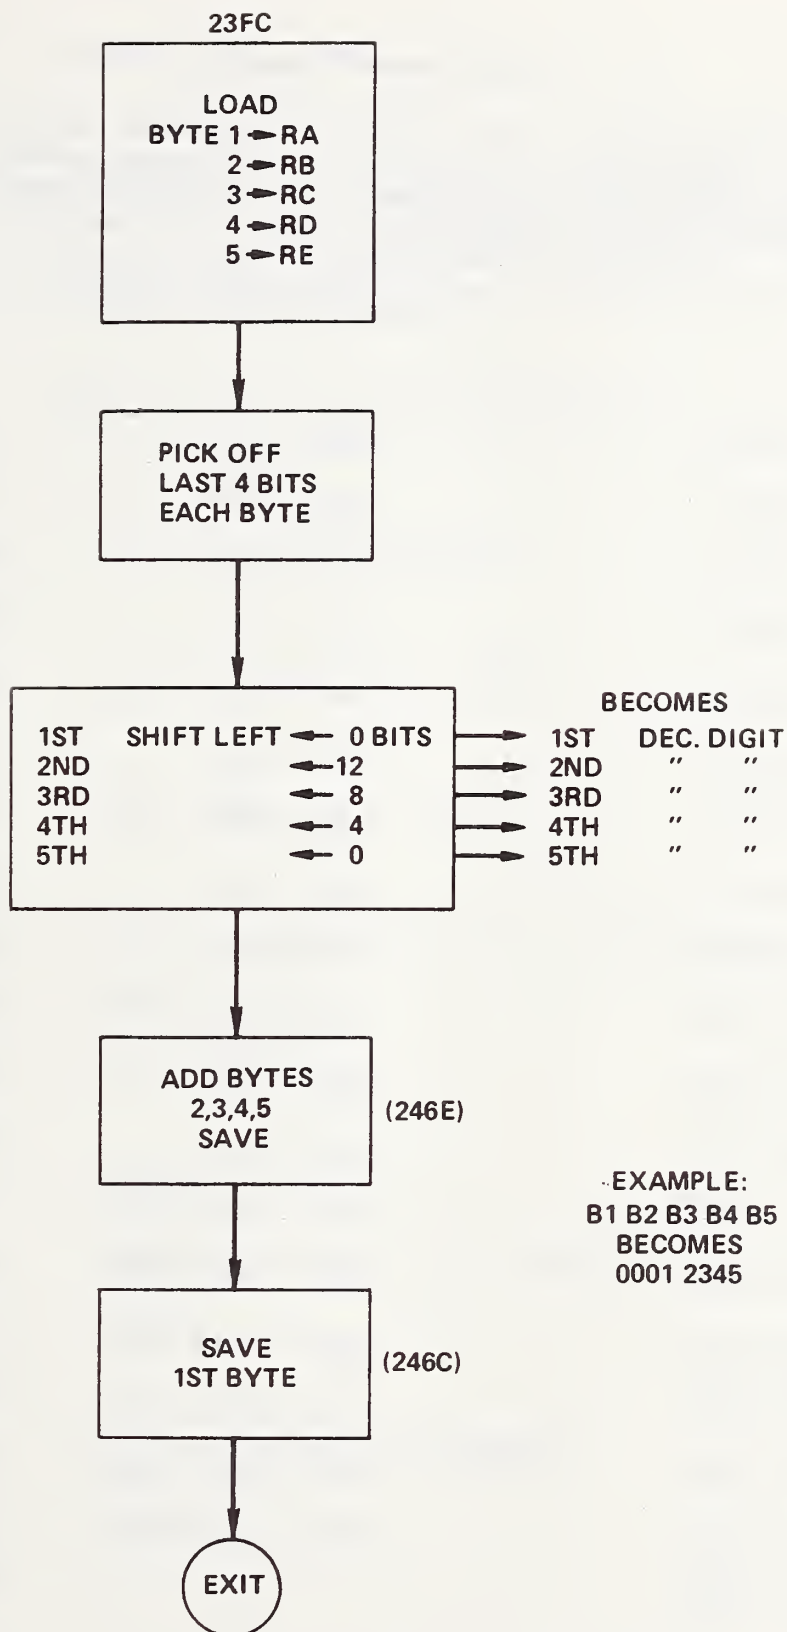 23FC
LOAD
BYTE 1 → RA
2 → RB
3 → RC
4 → RD
5 → RE
PICK OFF
LAST 4 BITS
EACH BYTE
BECOMES
1ST SHIFT LEFT ← 0 BITS → 1ST DEC. DIGIT
2ND ← 12 → 2ND " "
3RD ← 8 → 3RD " "
4TH ← 4 → 4TH " "
5TH ← 0 → 5TH " "
ADD BYTES
2,3,4,5
SAVE
(246E)
EXAMPLE:
B1 B2 B3 B4 B5
BECOMES
0001 2345
SAVE
1ST BYTE
(246C)
EXIT